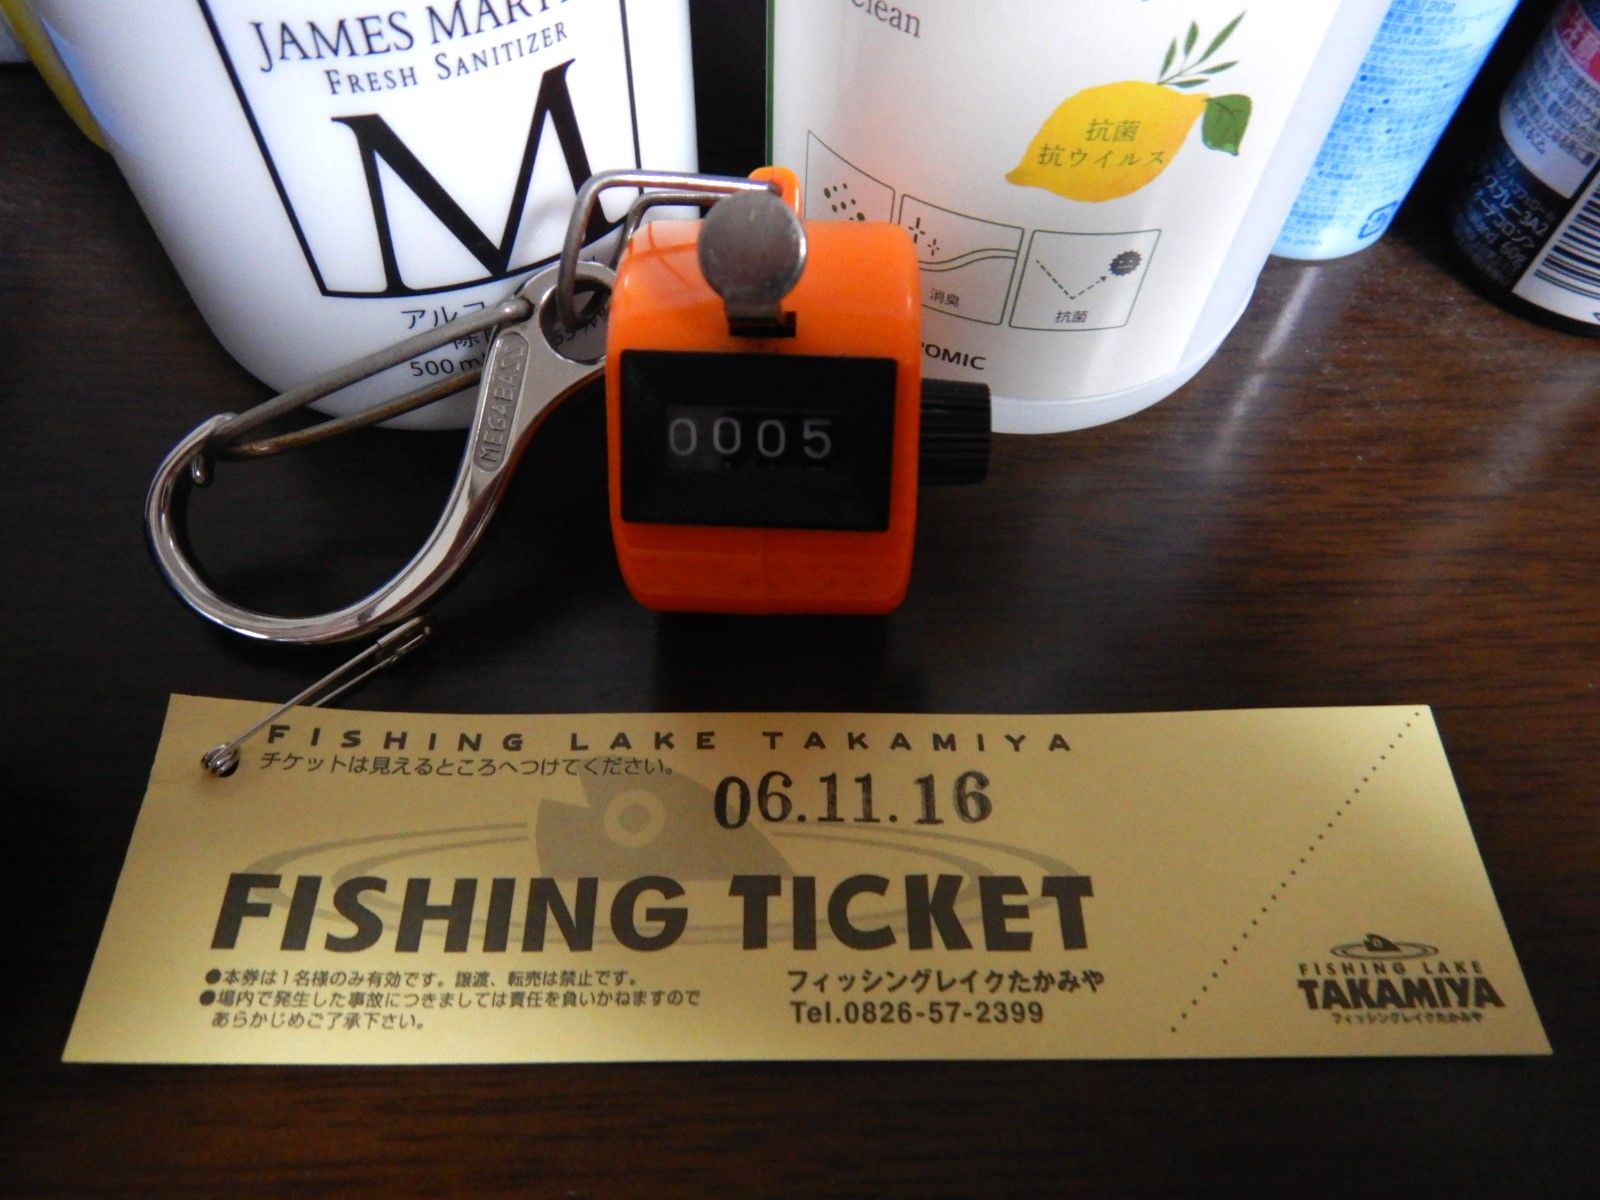 JAMES MART
FRESH SANITIZER
M
アルコ
500 m
clean
抗菌
抗ウイルス
消臭
抗菌
OMIC
MEGABASS
0005
FISHING LAKE TAKAMIYA
チケットは見えるところへつけてください。
06.11.16
FISHING TICKET
●本券は1名様のみ有効です。譲渡、転売は禁止です。
●場内で発生した事故につきましては責任を負いかねますので
あらかじめご了承下さい。
フィッシングレイクたかみや
Tel.0826-57-2399
FISHING LAKE
TAKAMIYA
フィッシングレイクたかみや